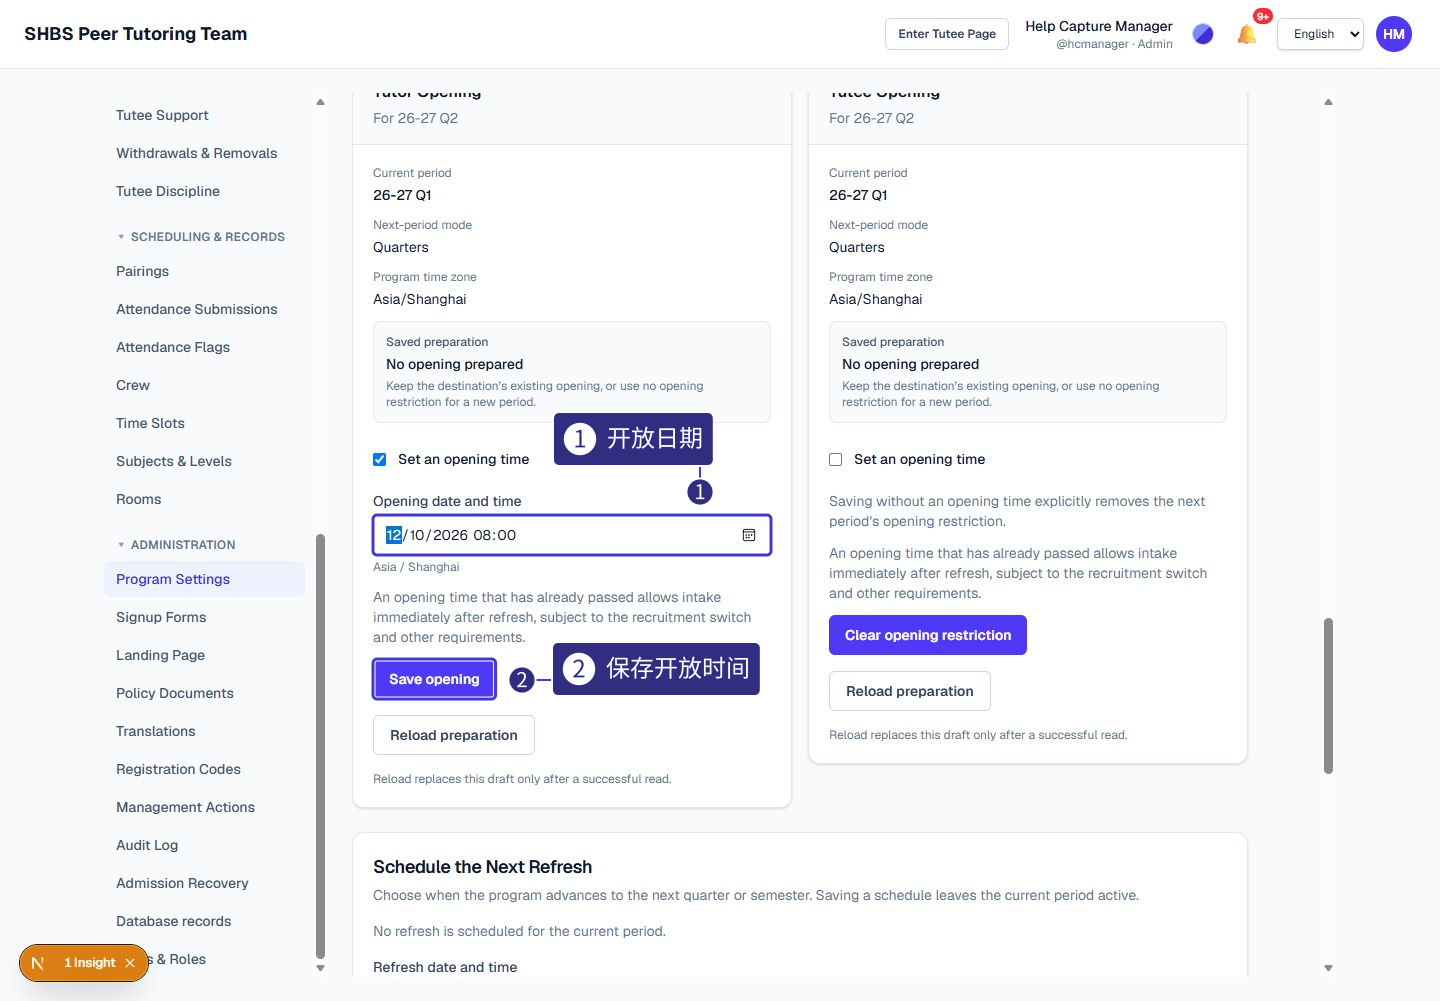 SHBS Peer Tutoring Team
Enter Tutee Page
Help Capture Manager
@hcmanager · Admin
9+
English
HM
Tutee Support
Withdrawals & Removals
Tutee Discipline
SCHEDULING & RECORDS
Pairings
Attendance Submissions
Attendance Flags
Crew
Time Slots
Subjects & Levels
Rooms
ADMINISTRATION
Program Settings
Signup Forms
Landing Page
Policy Documents
Translations
Registration Codes
Management Actions
Audit Log
Admission Recovery
Database records
s & Roles
1 Insight
Tutor Opening
For 26-27 Q2
Current period
26-27 Q1
Next-period mode
Quarters
Program time zone
Asia/Shanghai
Saved preparation
No opening prepared
Keep the destination's existing opening, or use no opening
restriction for a new period.
1 开放日期
Set an opening time
1
Opening date and time
12/10/2026 08:00
Asia / Shanghai
An opening time that has already passed allows intake
immediately after refresh, subject to the recruitment switch
and other requirements.
Save opening
2
2 保存开放时间
Reload preparation
Reload replaces this draft only after a successful read.
Tutee Opening
For 26-27 Q2
Current period
26-27 Q1
Next-period mode
Quarters
Program time zone
Asia/Shanghai
Saved preparation
No opening prepared
Keep the destination's existing opening, or use no opening
restriction for a new period.
Set an opening time
Saving without an opening time explicitly removes the next
period's opening restriction.
An opening time that has already passed allows intake
immediately after refresh, subject to the recruitment switch
and other requirements.
Clear opening restriction
Reload preparation
Reload replaces this draft only after a successful read.
Schedule the Next Refresh
Choose when the program advances to the next quarter or semester. Saving a schedule leaves the current period active.
No refresh is scheduled for the current period.
Refresh date and time